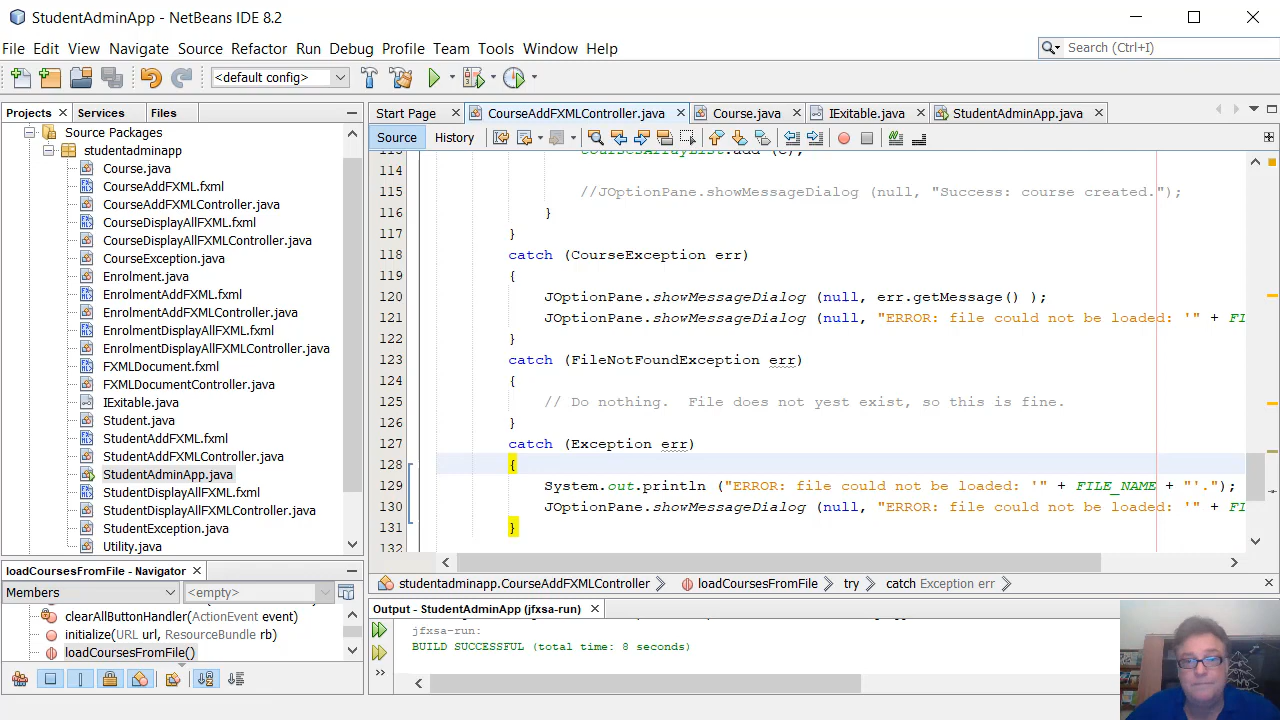 StudentAdminApp - NetBeans IDE 8.2
File Edit View Navigate Source Refactor Run Debug Profile Team Tools Window Help
Search (Ctrl+I)
<default config>
Projects Services Files
Start Page CourseAddFXMLController.java Course.java IExitable.java StudentAdminApp.java
Source History
Source Packages
studentadminapp
Course.java
CourseAddFXML.fxml
CourseAddFXMLController.java
CourseDisplayAllFXML.fxml
CourseDisplayAllFXMLController.java
CourseException.java
Enrolment.java
EnrolmentAddFXML.fxml
EnrolmentAddFXMLController.java
EnrolmentDisplayAllFXML.fxml
EnrolmentDisplayAllFXMLController.java
FXMLDocument.fxml
FXMLDocumentController.java
IExitable.java
Student.java
StudentAddFXML.fxml
StudentAddFXMLController.java
StudentAdminApp.java
StudentDisplayAllFXML.fxml
StudentDisplayAllFXMLController.java
StudentException.java
Utility.java
113 coursesArrayList.add (c);
114
115 //JOptionPane.showMessageDialog (null, "Success: course created.");
116 }
117 }
118 catch (CourseException err)
119 {
120 JOptionPane.showMessageDialog (null, err.getMessage() );
121 JOptionPane.showMessageDialog (null, "ERROR: file could not be loaded: '" + FI
122 }
123 catch (FileNotFoundException err)
124 {
125 // Do nothing.  File does not yest exist, so this is fine.
126 }
127 catch (Exception err)
128 {
129 System.out.println ("ERROR: file could not be loaded: '" + FILE_NAME + "'.");
130 JOptionPane.showMessageDialog (null, "ERROR: file could not be loaded: '" + FI
131 }
132
studentadminapp.CourseAddFXMLController loadCoursesFromFile try catch Exception err
loadCoursesFromFile - Navigator
Members <empty>
clearAllButtonHandler(ActionEvent event)
initialize(URL url, ResourceBundle rb)
loadCoursesFromFile()
Output - StudentAdminApp (jfxsa-run)
jfxsa-run:
BUILD SUCCESSFUL (total time: 8 seconds)